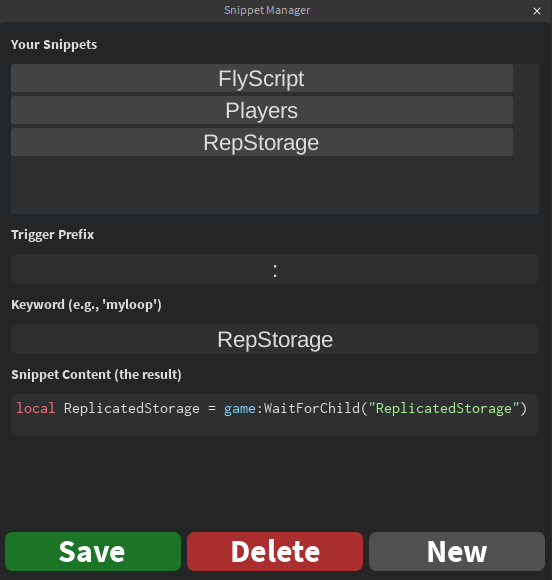 Snippet Manager
×
Your Snippets
FlyScript
Players
RepStorage
Trigger Prefix
:
Keyword (e.g., 'myloop')
RepStorage
Snippet Content (the result)
local ReplicatedStorage = game:WaitForChild("ReplicatedStorage")
Save Delete New